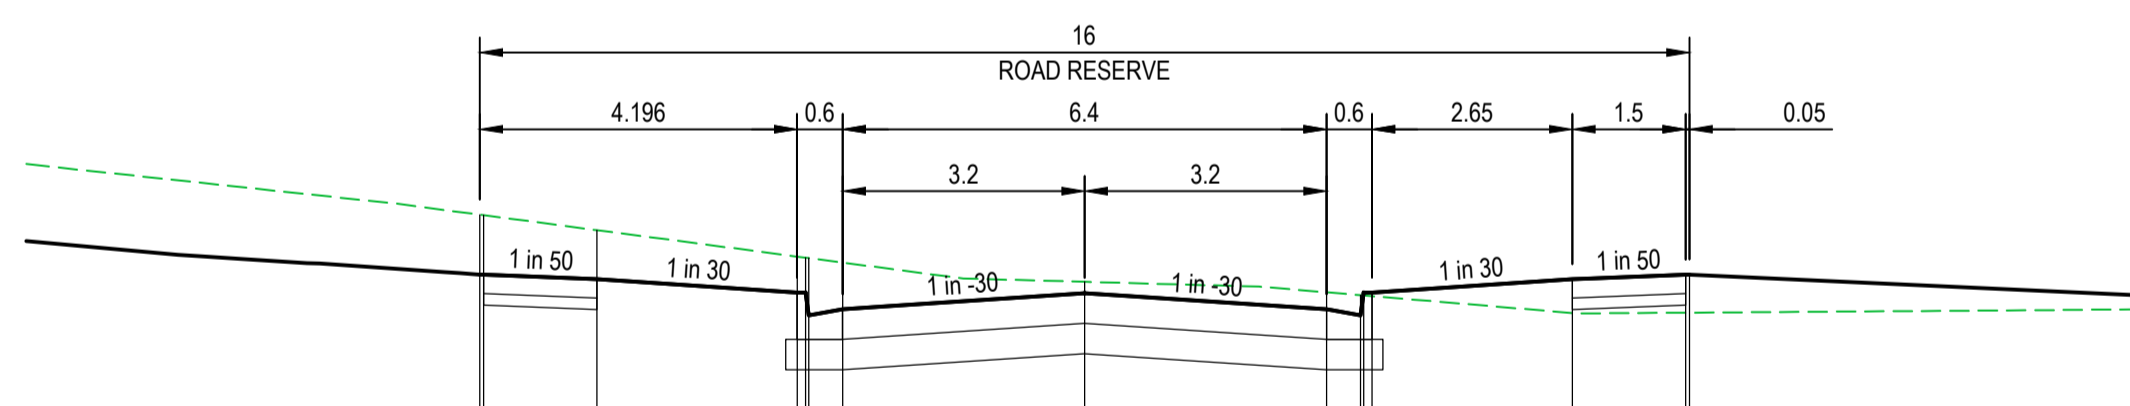 16
ROAD RESERVE
4.196 0.6 6.4 0.6 2.65 1.5 0.05
3.2 3.2
1 in 50 1 in 30 1 in -30 1 in -30 1 in 30 1 in 50